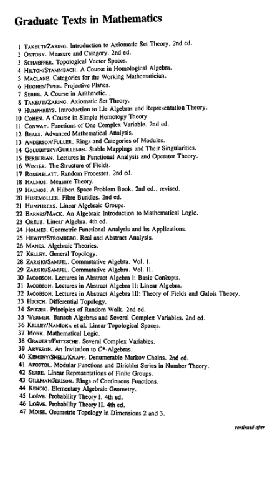 Graduate Texts in Mathematics
1 TAKEUTI/ZARING. Introduction to Axiomatic Set Theory. 2nd ed.
2 OXTOBY. Measure and Category. 2nd ed.
3 SCHAEFFER. Topological Vector Spaces.
4 HILTON/STAMMBACH. A Course in Homological Algebra.
5 MACLANE. Categories for the Working Mathematician.
6 HUGHES/PIPER. Projective Planes.
7 SERRE. A Course in Arithmetic.
8 TAKEUTI/ZARING. Axiomatic Set Theory.
9 HUMPHREYS. Introduction to Lie Algebras and Representation Theory.
10 COHEN. A Course in Simple Homotopy Theory.
11 CONWAY. Functions of One Complex Variable. 2nd ed.
12 BEALS. Advanced Mathematical Analysis.
13 ANDERSON/FULLER. Rings and Categories of Modules.
14 GOLUBITSKY/GUILLEMIN. Stable Mappings and Their Singularities.
15 BERBERIAN. Lectures in Functional Analysis and Operator Theory.
16 WINTER. The Structure of Fields.
17 ROSENBLATT. Random Processes. 2nd ed.
18 HALMOS. Measure Theory.
19 HALMOS. A Hilbert Space Problem Book. 2nd ed., revised.
20 HUSEMOLLER. Fibre Bundles. 2nd ed.
21 HUMPHREYS. Linear Algebraic Groups.
22 BARNES/MACK. An Algebraic Introduction to Mathematical Logic.
23 GREUB. Linear Algebra. 4th ed.
24 HOLMES. Geometric Functional Analysis and Its Applications.
25 HEWITT/STROMBERG. Real and Abstract Analysis.
26 MANES. Algebraic Theories.
27 KELLEY. General Topology.
28 ZARISKI/SAMUEL. Commutative Algebra. Vol. I.
29 ZARISKI/SAMUEL. Commutative Algebra. Vol. II.
30 JACOBSON. Lectures in Abstract Algebra I: Basic Concepts.
31 JACOBSON. Lectures in Abstract Algebra II: Linear Algebra.
32 JACOBSON. Lectures in Abstract Algebra III: Theory of Fields and Galois Theory.
33 HIRSCH. Differential Topology.
34 SPITZER. Principles of Random Walk. 2nd ed.
35 WERMER. Banach Algebras and Several Complex Variables. 2nd ed.
36 KELLEY/NAMIOKA et al. Linear Topological Spaces.
37 MONK. Mathematical Logic.
38 GRAUERT/FRITZSCHE. Several Complex Variables.
39 ARVESON. An Invitation to C*-Algebras.
40 KEMENY/SNELL/KNAPP. Denumerable Markov Chains. 2nd ed.
41 APOSTOL. Modular Functions and Dirichlet Series in Number Theory.
42 SERRE. Linear Representations of Finite Groups.
43 GILLMAN/JERISON. Rings of Continuous Functions.
44 KENDIG. Elementary Algebraic Geometry.
45 LOÈVE. Probability Theory I. 4th ed.
46 LOÈVE. Probability Theory II. 4th ed.
47 MOISE. Geometric Topology in Dimensions 2 and 3.
continued after